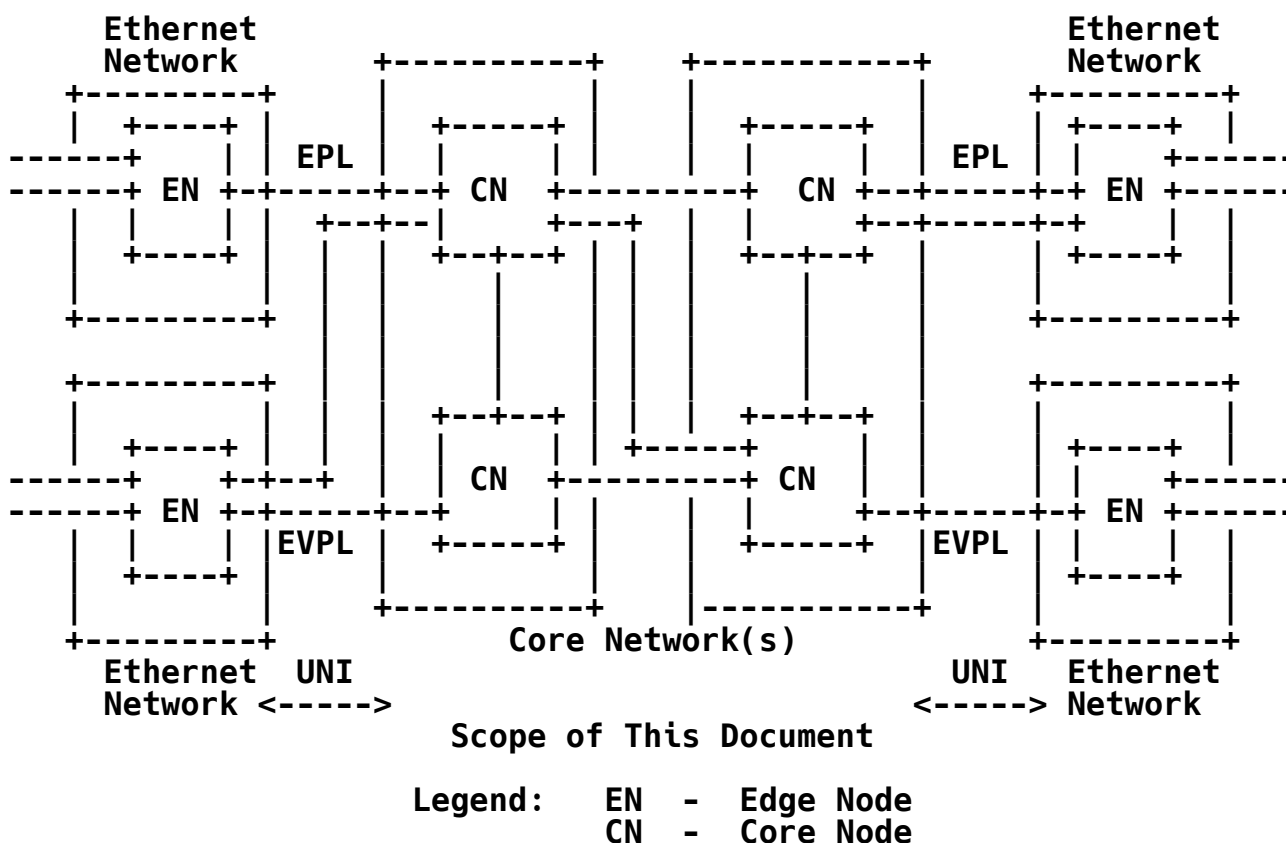 Ethernet Ethernet
Network Network
EPL EPL
EN CN CN EN
CN CN
EN EN
EVPL EVPL
Core Network(s)
Ethernet UNI UNI Ethernet
Network <-----> <-----> Network
Scope of This Document
Legend: EN - Edge Node
CN - Core Node